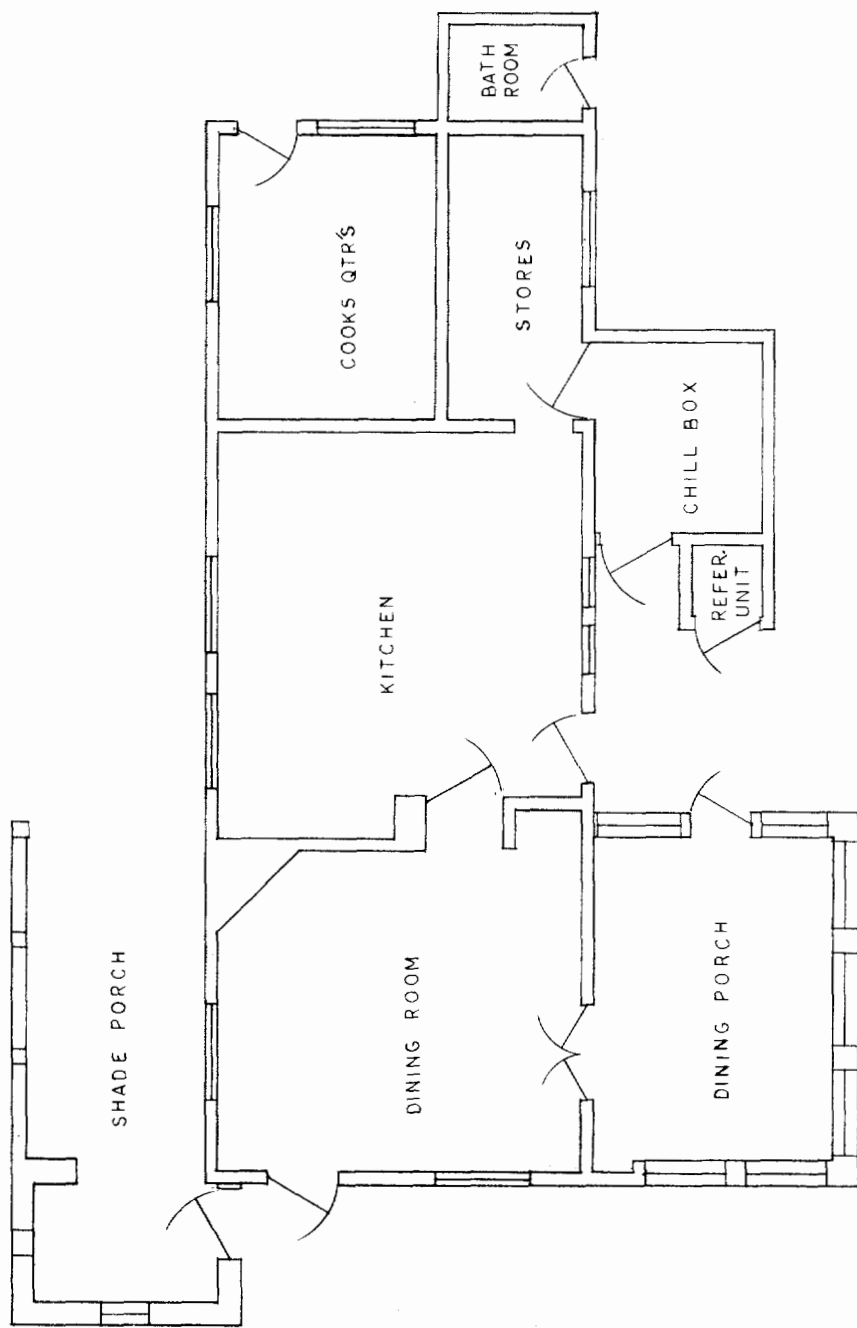 SHADE PORCH
DINING ROOM
DINING PORCH
KITCHEN
REFER.
UNIT
CHILL BOX
COOKS QTR'S
STORES
BATH
ROOM